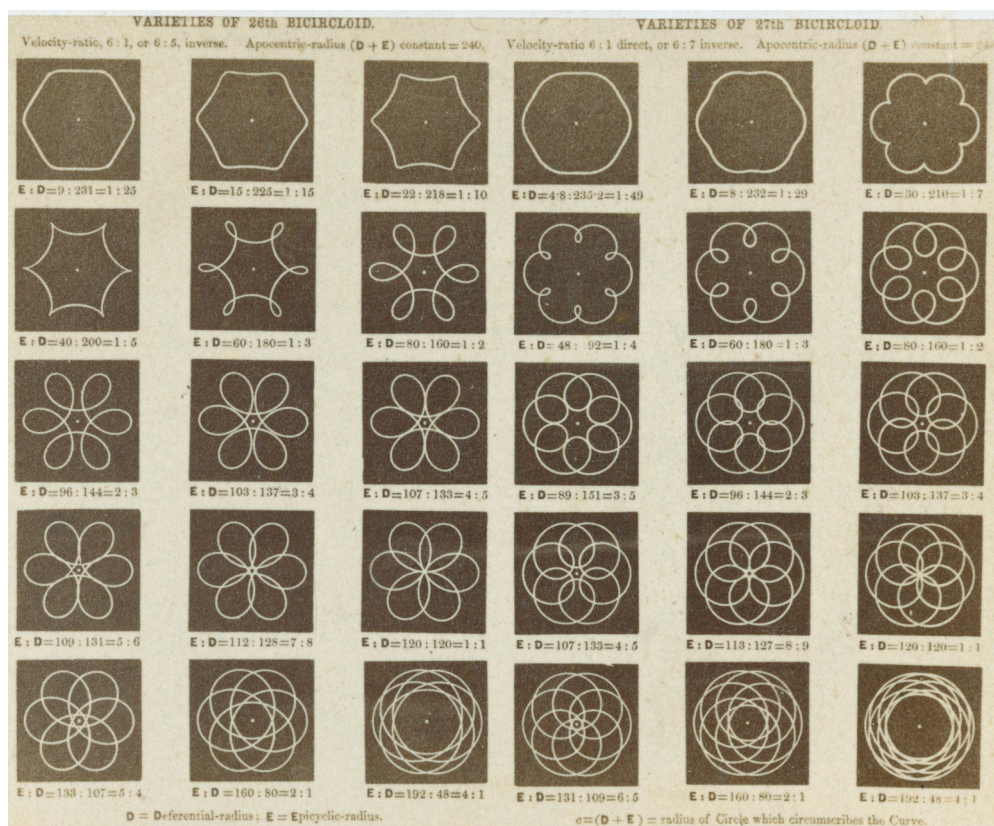 VARIETIES OF 26th BICIRCLOID.
Velocity-ratio, 6 : 1, or 6 : 5, inverse. Apocentric-radius (D + E) constant = 240.
E : D=9 : 231=1 : 25
E : D=15 : 225=1 : 15
E : D=22 : 218=1 : 10
E : D=40 : 200=1 : 5
E : D=60 : 180=1 : 3
E : D=80 : 160=1 : 2
E : D=96 : 144=2 : 3
E : D=103 : 137=3 : 4
E : D=107 : 133=4 : 5
E : D=109 : 131=5 : 6
E : D=112 : 128=7 : 8
E : D=120 : 120=1 : 1
E : D=133 : 107=5 : 4
E : D=160 : 80=2 : 1
E : D=192 : 48=4 : 1
D = Deferential-radius; E = Epicyclic-radius.
VARIETIES OF 27th BICIRCLOID.
Velocity-ratio 6 : 1 direct, or 6 : 7 inverse. Apocentric-radius (D + E) constant =
E : D=4·8 : 235·2=1 : 49
E : D=8 : 232=1 : 29
E : D=30 : 210=1 : 7
E : D=48 : 92=1 : 4
E : D=60 : 180=1 : 3
E : D=80 : 160=1 : 2
E : D=89 : 151=3 : 5
E : D=96 : 144=2 : 3
E : D=103 : 137=3 : 4
E : D=107 : 133=4 : 5
E : D=113 : 127=8 : 9
E : D=120 : 120=1 : 1
E : D=131 : 109=6 : 5
E : D=160 : 80=2 : 1
E : D=192 : 48=4 : 1
a=(D + E) = radius of Circle which circumscribes the Curve.